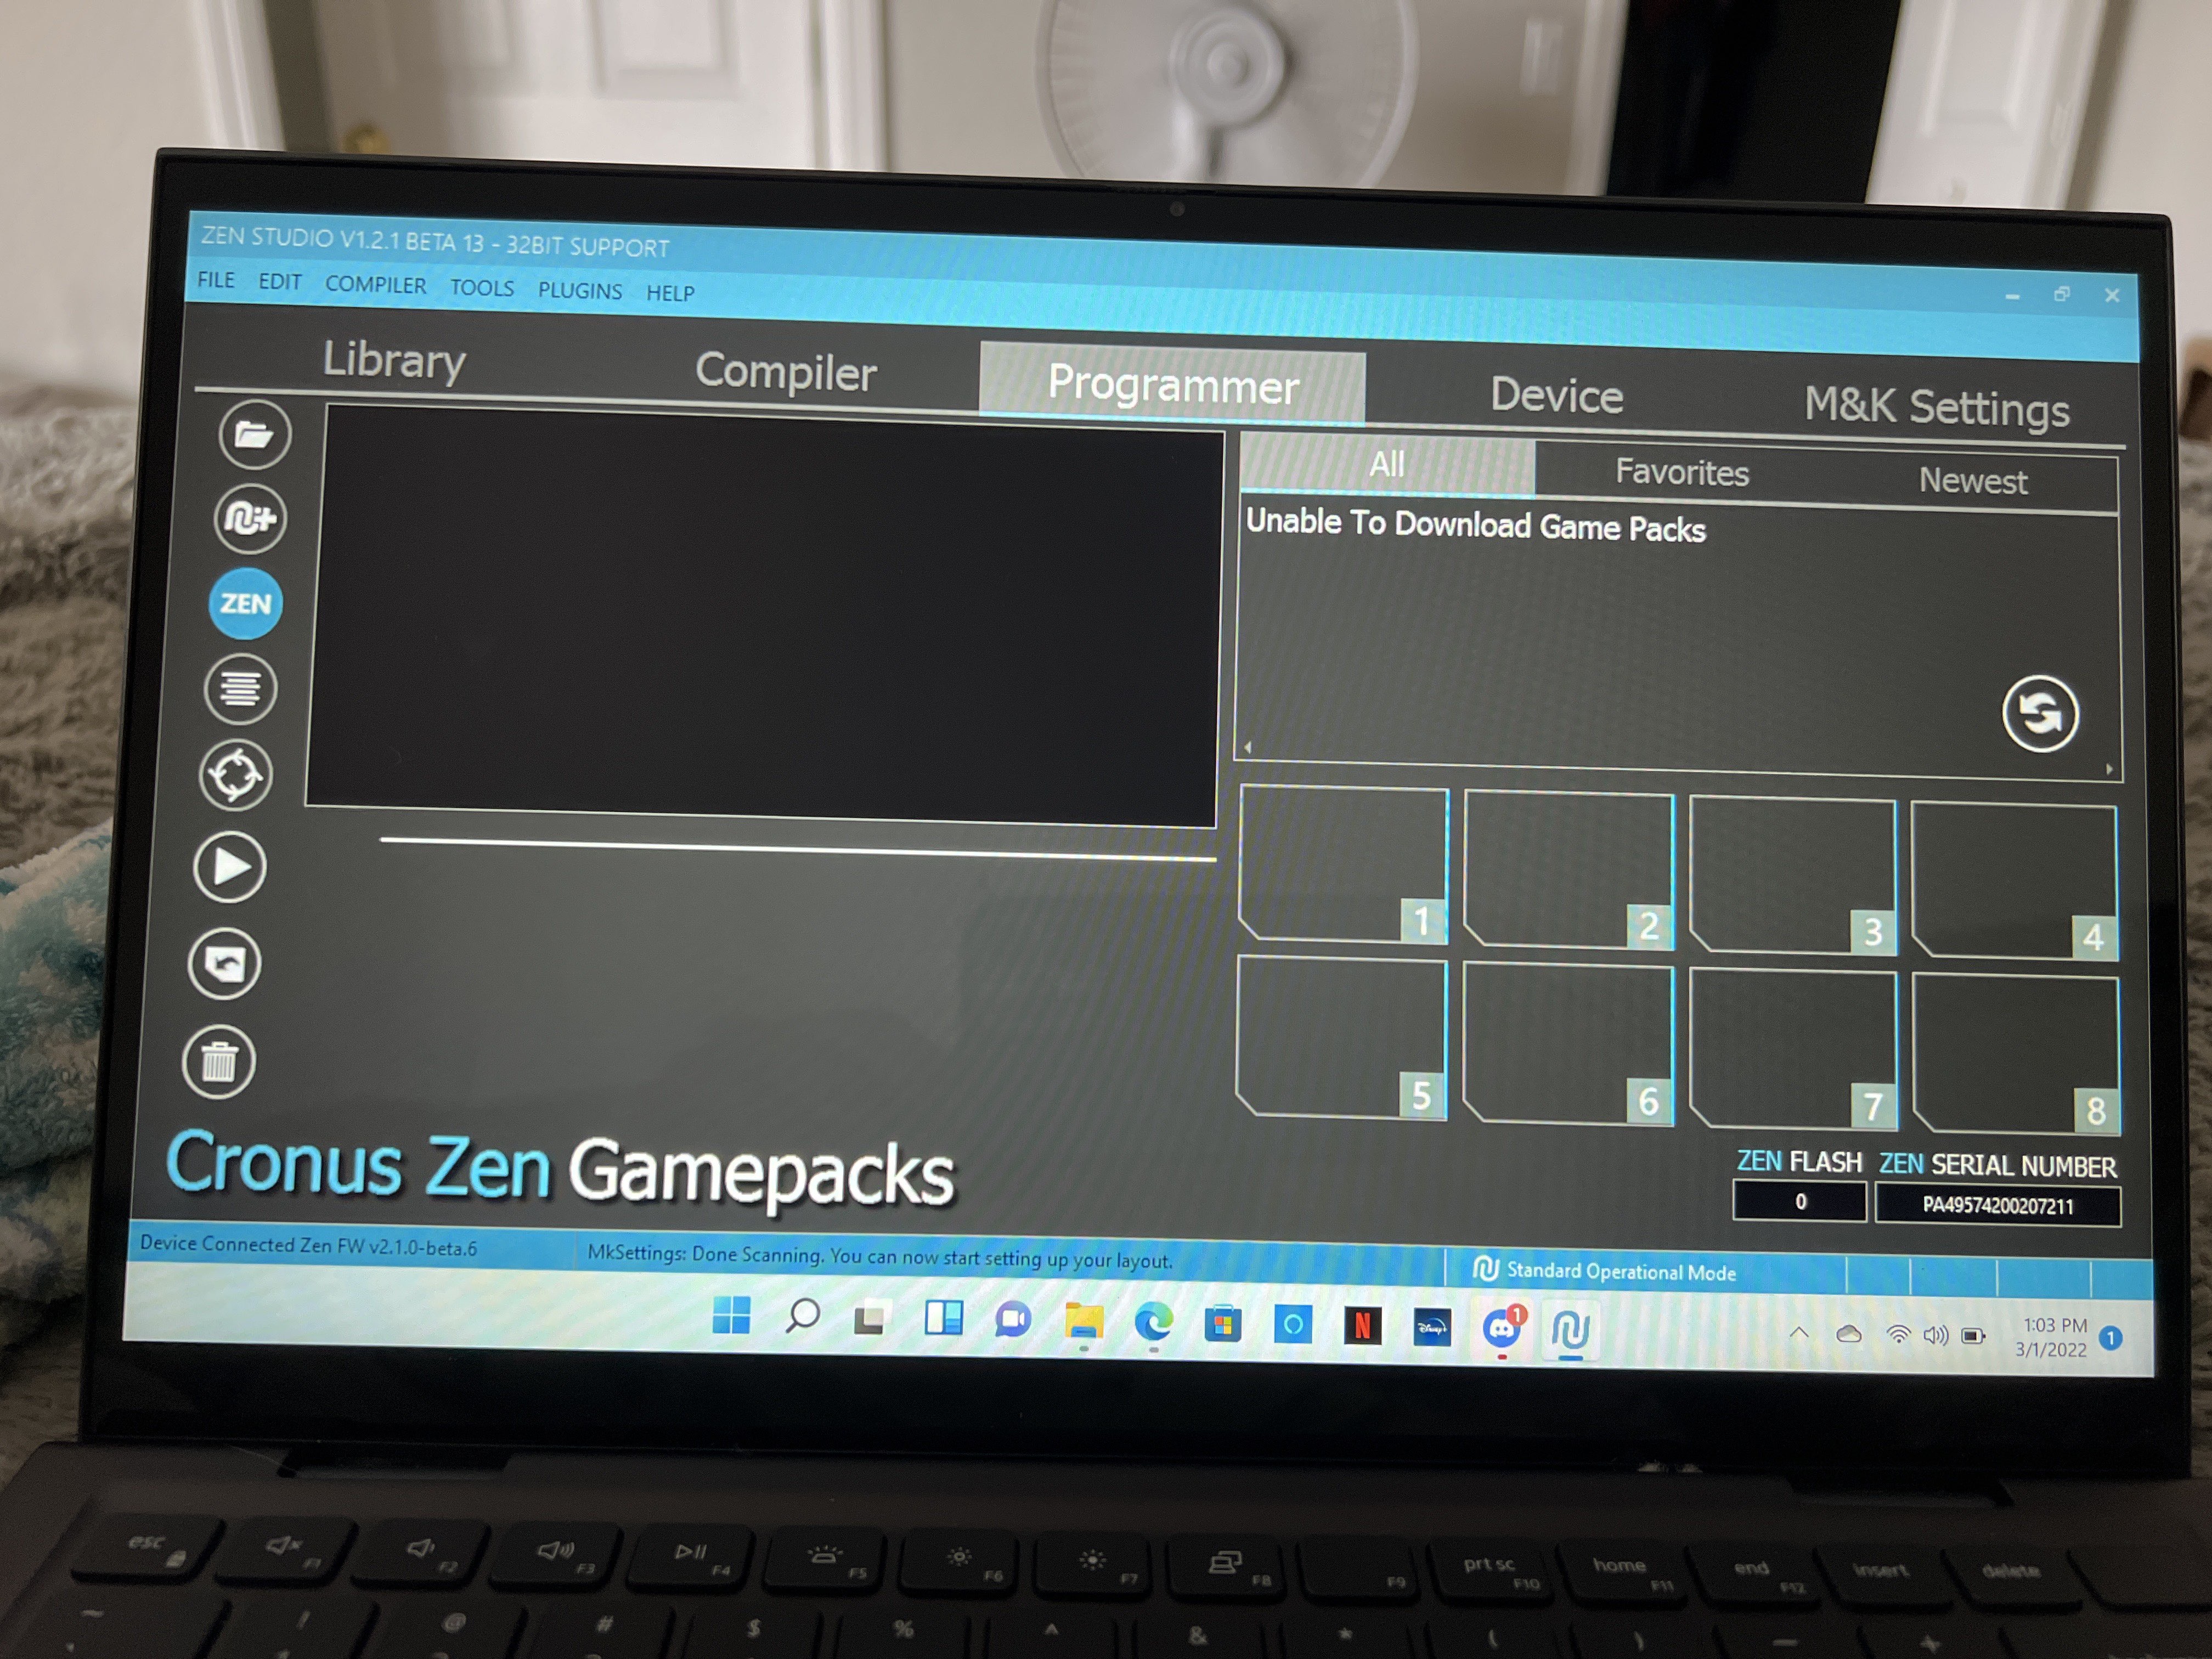 ZEN STUDIO V1.2.1 BETA 13 - 32BIT SUPPORT
FILE EDIT COMPILER TOOLS PLUGINS HELP
Library Compiler Programmer Device M&K Settings
All Favorites Newest
Unable To Download Game Packs
ZEN
1 2 3 4
5 6 7 8
Cronus Zen Gamepacks
ZEN FLASH ZEN SERIAL NUMBER
0 PA49574200207211
Device Connected Zen FW v2.1.0-beta.6 MkSettings: Done Scanning. You can now start setting up your layout. Standard Operational Mode
N Disney+ 1 1:03 PM 1
3/1/2022
esc F1 F2 F3 F4 F5 F6 F7 F8 F9 prt sc F10 home F11 end F12 insert delete
~ ! @ # $ % ^ & * ( ) — +